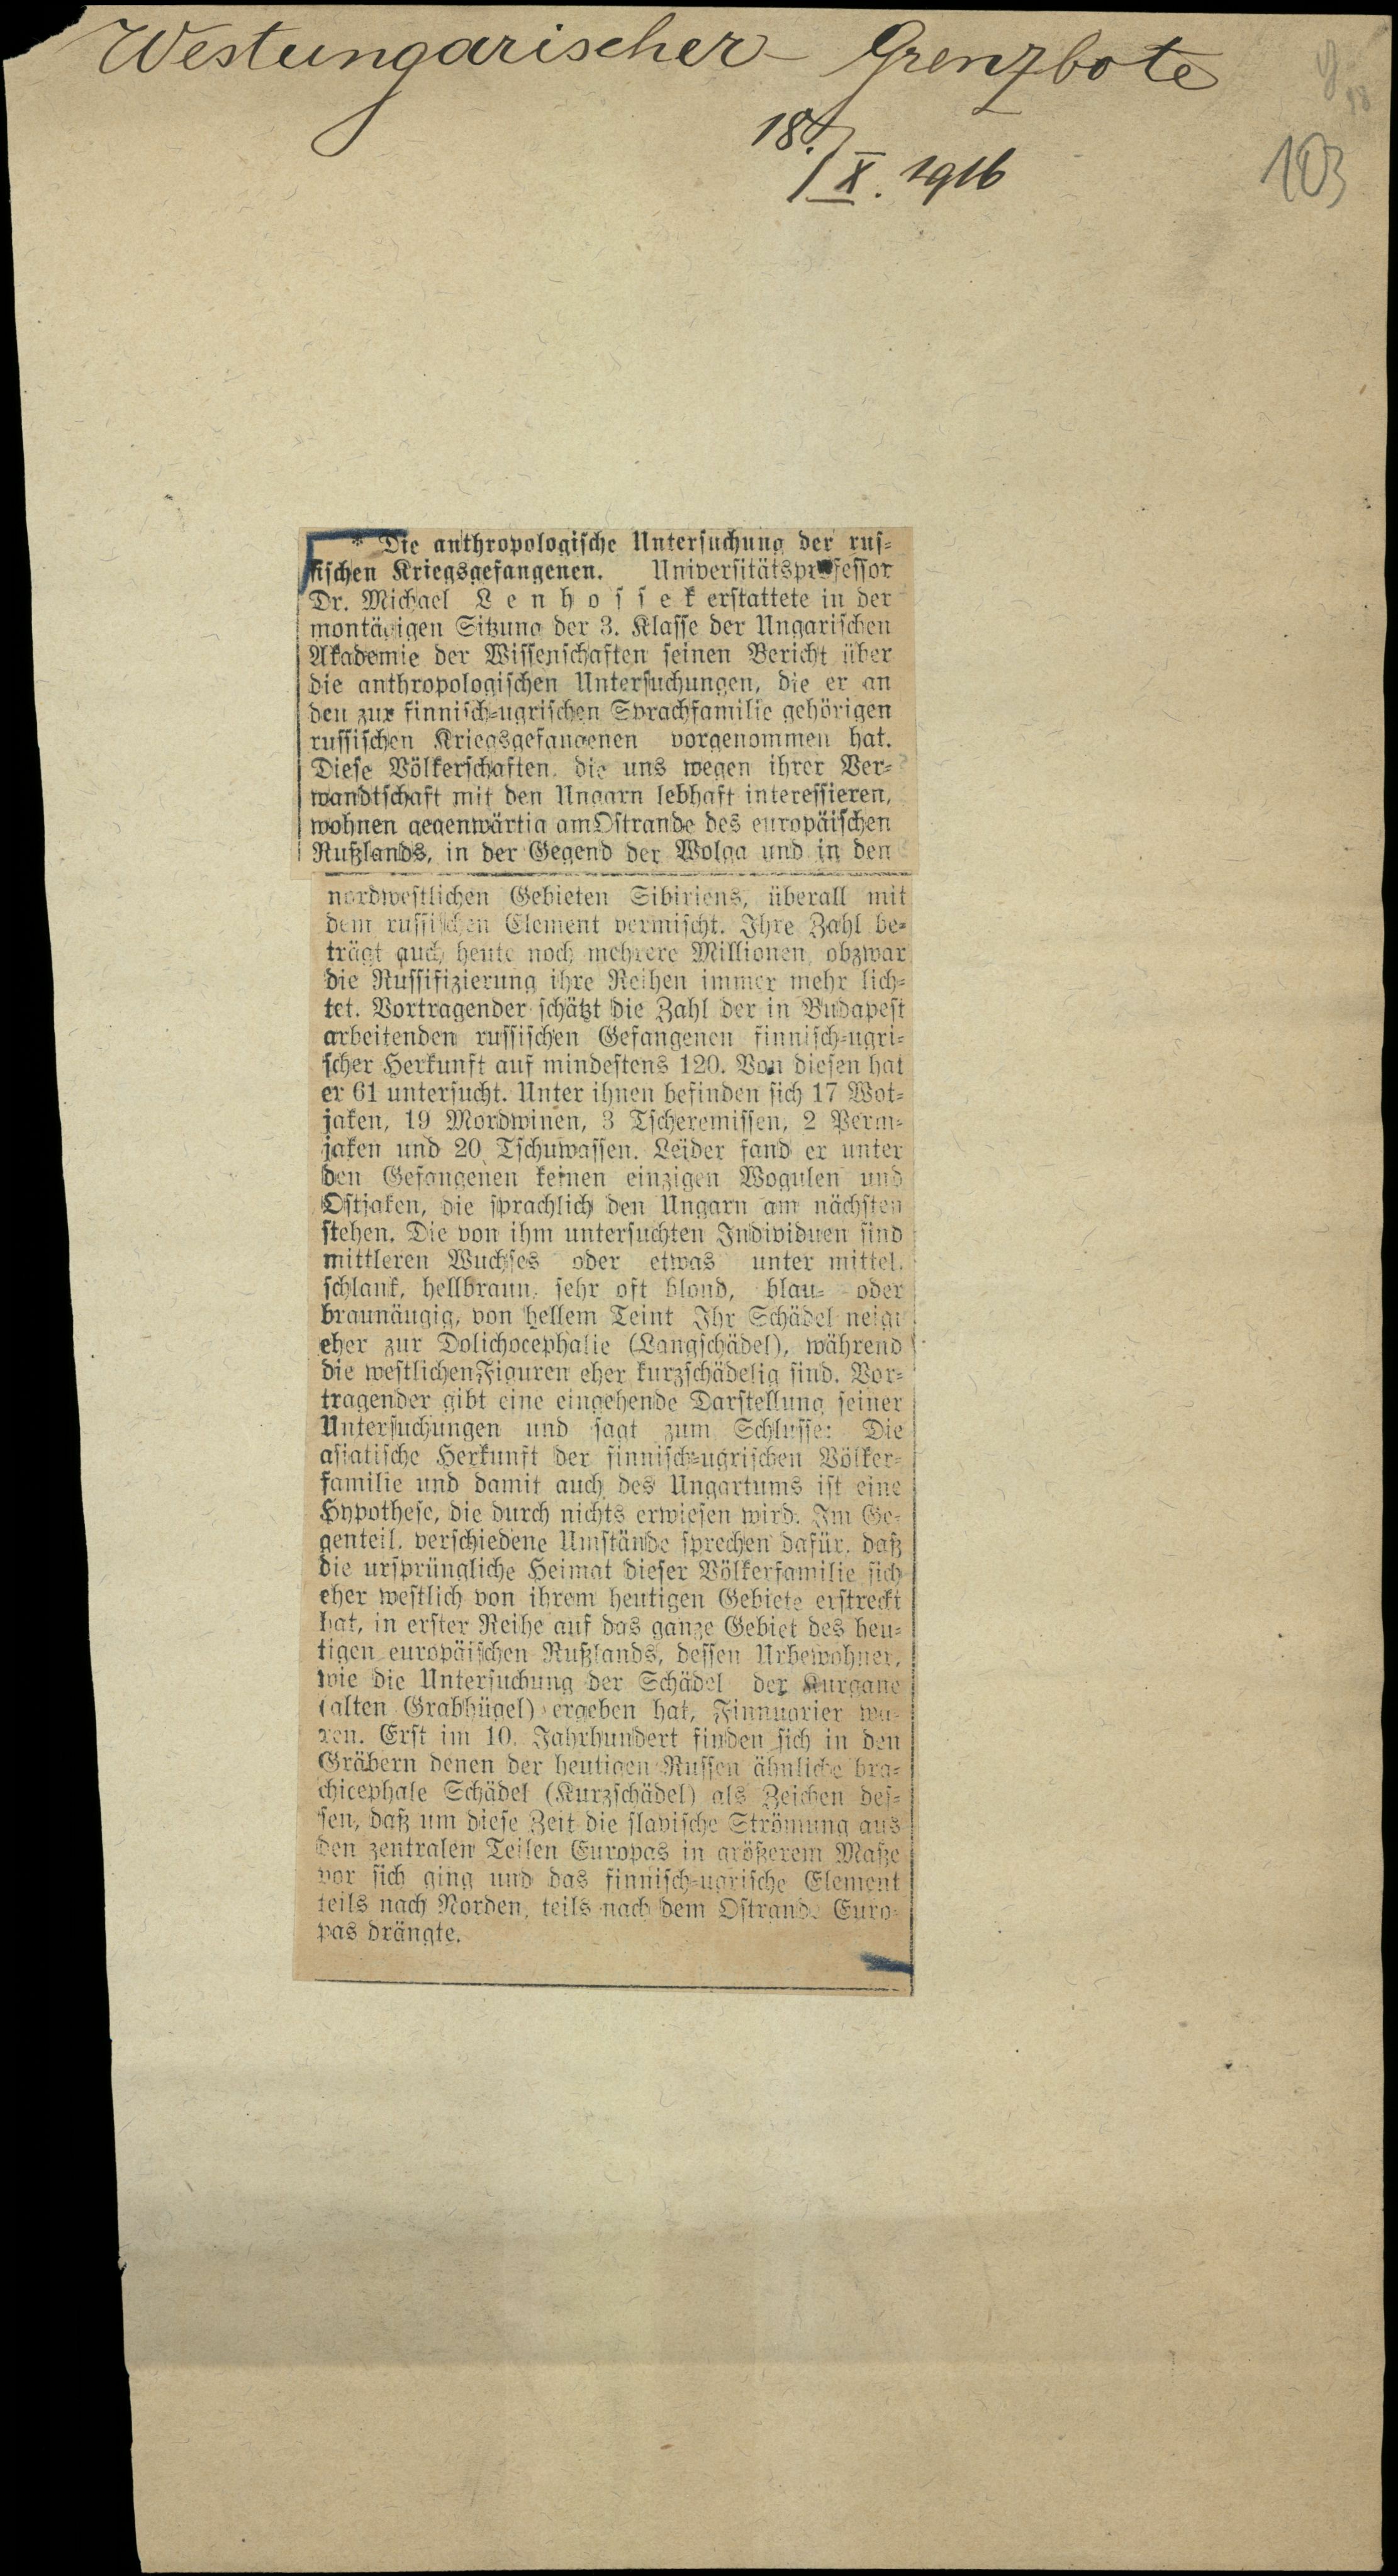 Westungarischer Grenzbote
18./X. 1916
103
* Die anthropologische Untersuchung der rus-
sischen Kriegsgefangenen. Universitätsprofessor
Dr. Michael Lenhossek erstattete in der
montägigen Sitzung der 3. Klasse der Ungarischen
Akademie der Wissenschaften seinen Bericht über
die anthropologischen Untersuchungen, die er an
den zur finnisch-ugrischen Sprachfamilie gehörigen
russischen Kriegsgefangenen vorgenommen hat.
Diese Völkerschaften, die uns wegen ihrer Ver-
wandtschaft mit den Ungarn lebhaft interessieren,
wohnen gegenwärtig am Ostrande des europäischen
Rußlands, in der Gegend der Wolga und in den
nordwestlichen Gebieten Sibiriens, überall mit
dem russischen Element vermischt. Ihre Zahl be-
trägt auch heute noch mehrere Millionen, obzwar
die Russifizierung ihre Reihen immer mehr lich-
tet. Vortragender schätzt die Zahl der in Budapest
arbeitenden russischen Gefangenen finnisch-ugri-
scher Herkunft auf mindestens 120. Von diesen hat
er 61 untersucht. Unter ihnen befinden sich 17 Wot-
jaken, 19 Mordwinen, 3 Tscheremissen, 2 Perm-
jaken und 20 Tschuwassen. Leider fand er unter
den Gefangenen keinen einzigen Wogulen und
Ostjaken, die sprachlich den Ungarn am nächsten
stehen. Die von ihm untersuchten Individuen sind
mittleren Wuchses oder etwas unter mittel,
schlank, hellbraun, sehr oft blond, blau- oder
braunäugig, von hellem Teint Ihr Schädel neigt
eher zur Dolichocephalie (Langschädel), während
die westlichen Figuren eher kurzschädelig sind. Vor-
tragender gibt eine eingehende Darstellung seiner
Untersuchungen und sagt zum Schlusse: Die
asiatische Herkunft der finnisch-ugrischen Völker-
familie und damit auch des Ungartums ist eine
Hypothese, die durch nichts erwiesen wird. Im Ge-
genteil, verschiedene Umstände sprechen dafür, daß
die ursprüngliche Heimat dieser Völkerfamilie sich
eher westlich von ihrem heutigen Gebiete erstreckt
hat, in erster Reihe auf das ganze Gebiet des heu-
tigen europäischen Rußlands, dessen Urbewohner,
wie die Untersuchung der Schädel der Kurgane
(alten Grabhügel) ergeben hat, Finnugrier wa-
ren. Erst im 10. Jahrhundert finden sich in den
Gräbern denen der heutigen Russen ähnliche bra-
chicephale Schädel (Kurzschädel) als Zeichen des-
sen, daß um diese Zeit die slavische Strömung aus
den zentralen Teilen Europas in größerem Maße
vor sich ging und das finnisch-ugrische Element
teils nach Norden, teils nach dem Ostrande Euro-
pas drängte.